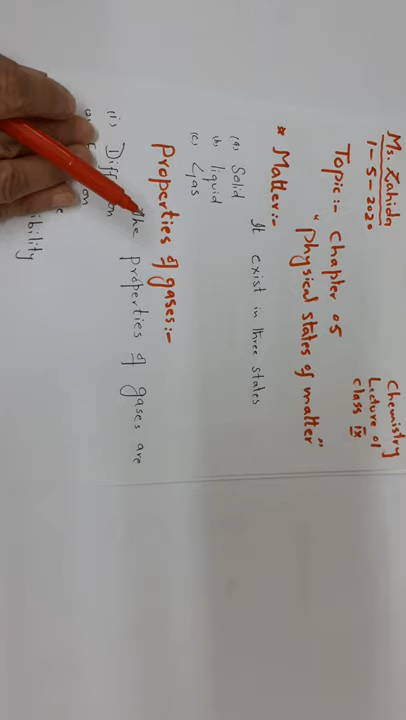 Ms. Zahida
1-5-2020
Chemistry
Lecture 01
Class IX
Topic:- Chapter 05
"Physical states of matter"
* Matter:-
It exist in three states
(a) Solid
(b) liquid
(c) Gas
Properties of gases:-
The properties of gases are
(i) Diffusion